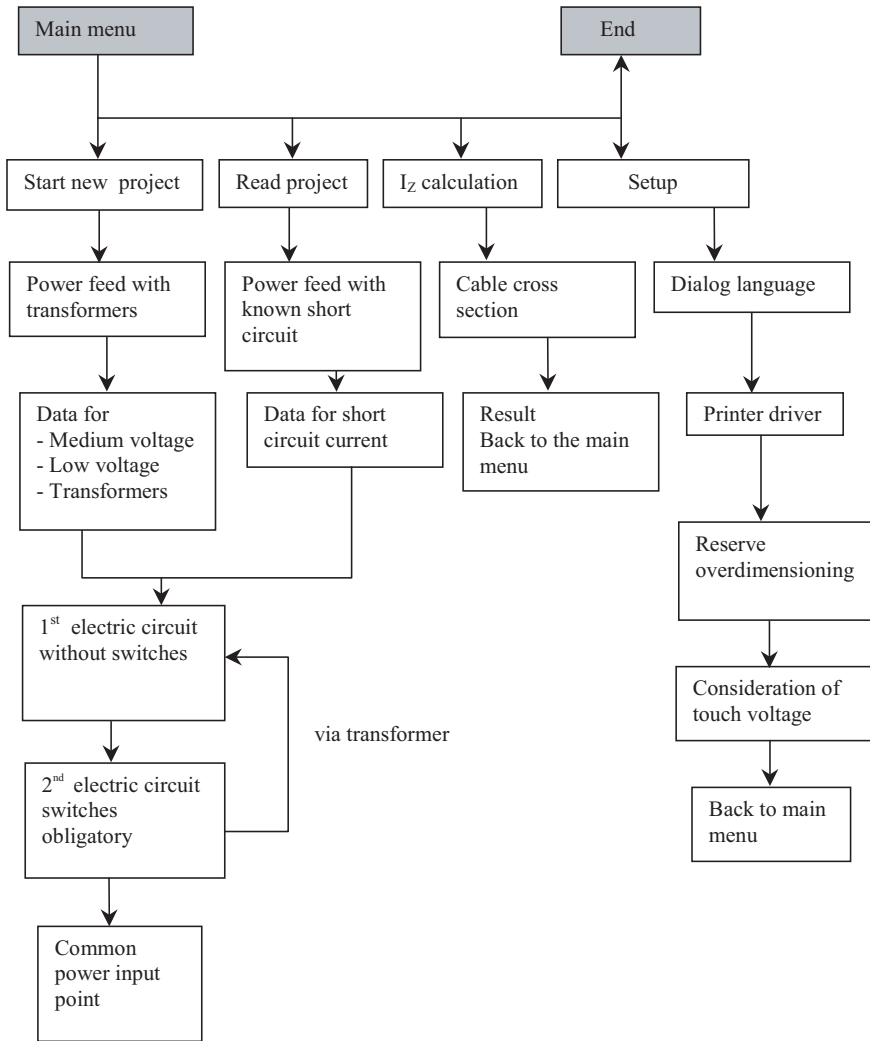 Main menu
End
Start new project
Read project
I_Z calculation
Setup
Power feed with
transformers
Power feed with
known short
circuit
Cable cross
section
Dialog language
Data for
- Medium voltage
- Low voltage
- Transformers
Data for short
circuit current
Result
Back to the main
menu
Printer driver
Reserve
overdimensioning
1st electric circuit
without switches
Consideration of
touch voltage
via transformer
2nd electric circuit
switches
obligatory
Back to main
menu
Common
power input
point